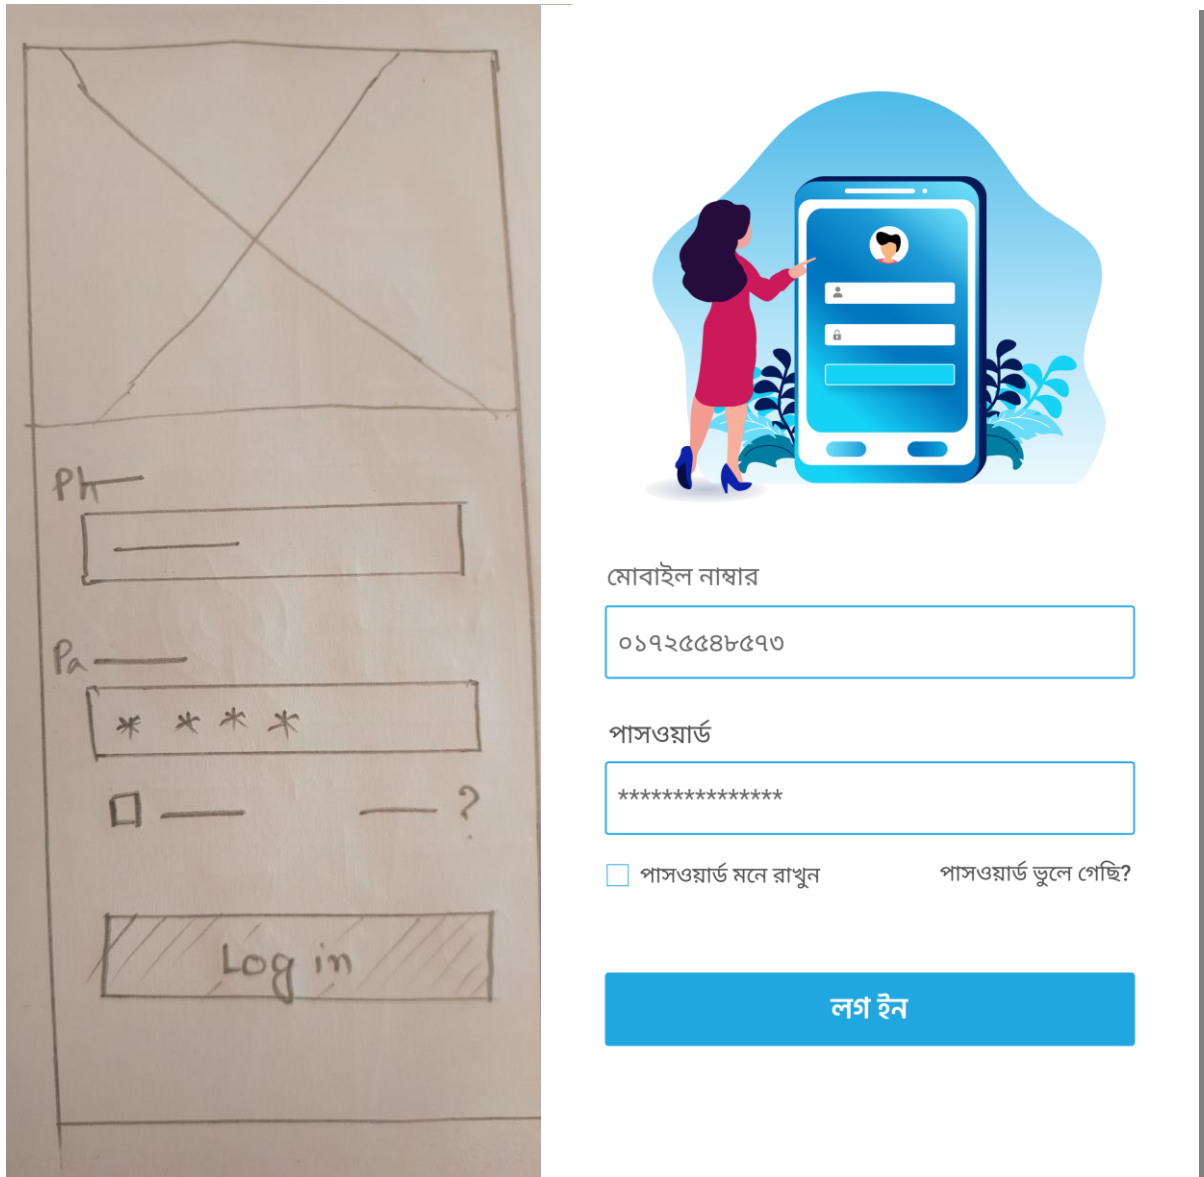 Ph
Pa
* * * *
?
Log in
মোবাইল নাম্বার
০১৭২৫৫৪৮৫৭৩
পাসওয়ার্ড
***************
পাসওয়ার্ড মনে রাখুন
পাসওয়ার্ড ভুলে গেছি?
লগ ইন